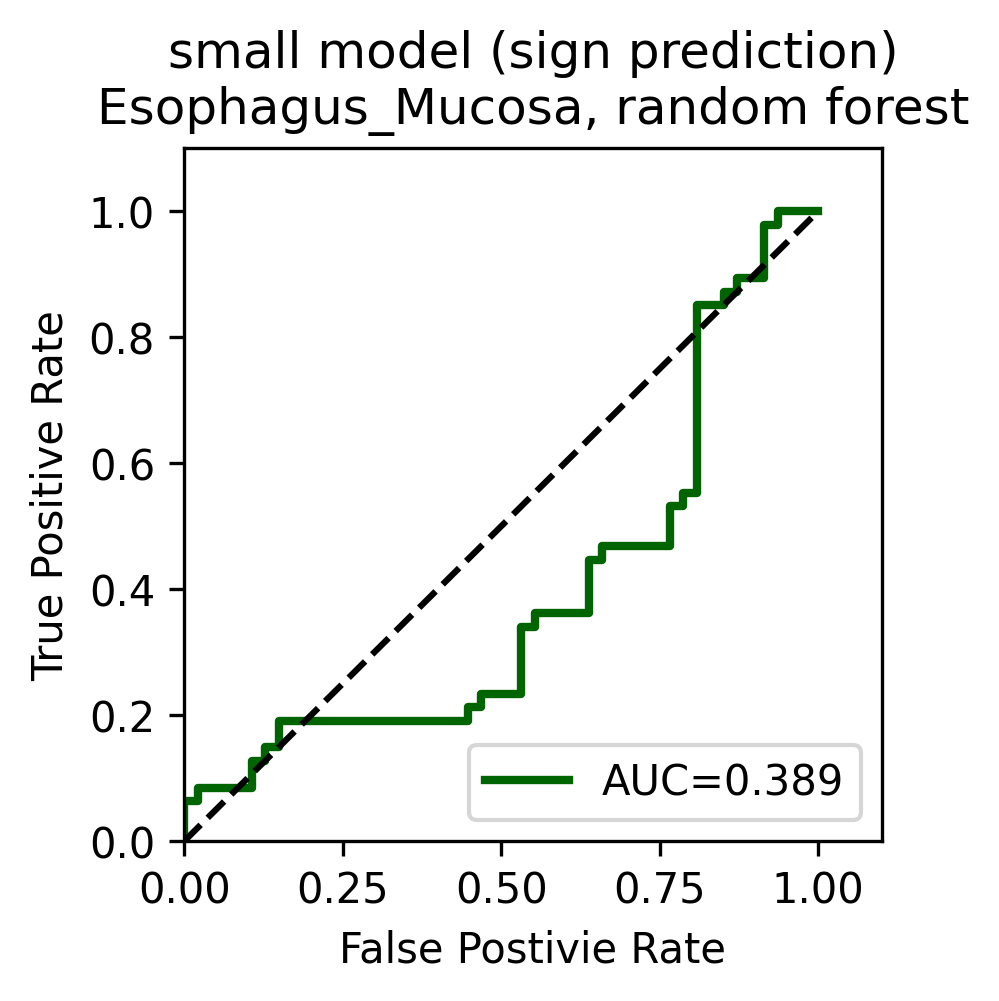 small model (sign prediction)
Esophagus_Mucosa, random forest
1.0
0.8
0.6
0.4
0.2
0.0
True Positive Rate
AUC=0.389
0.00 0.25 0.50 0.75 1.00
False Postivie Rate